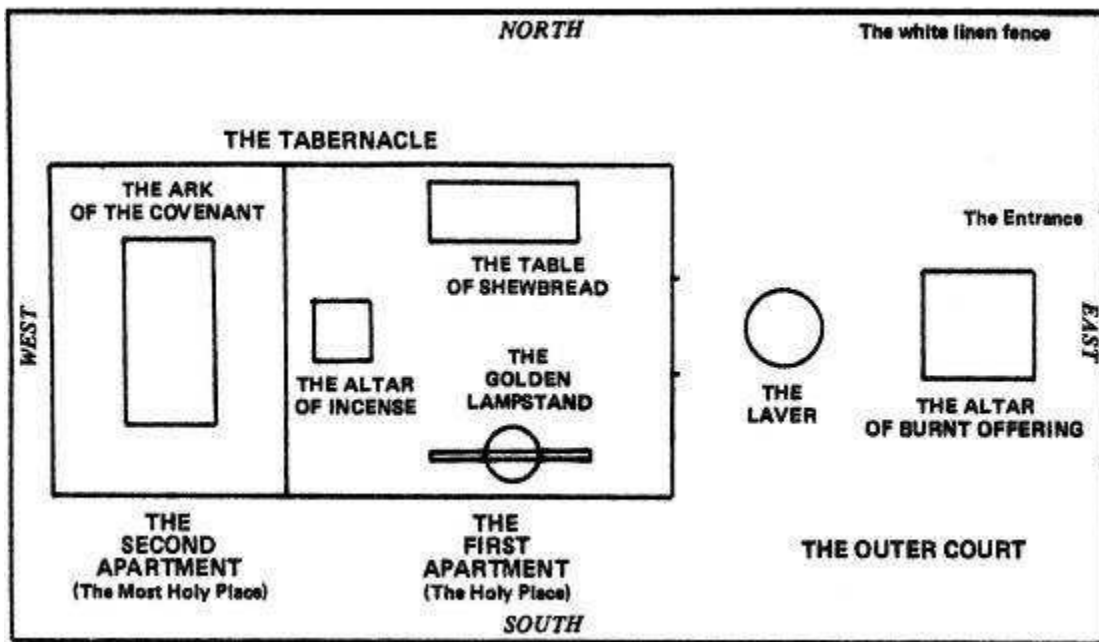 NORTH
The white linen fence
THE TABERNACLE
THE ARK
OF THE COVENANT
THE TABLE
OF SHEWBREAD
The Entrance
WEST
EAST
THE ALTAR
OF INCENSE
THE
GOLDEN
LAMPSTAND
THE
LAVER
THE ALTAR
OF BURNT OFFERING
THE
SECOND
APARTMENT
(The Most Holy Place)
THE
FIRST
APARTMENT
(The Holy Place)
THE OUTER COURT
SOUTH